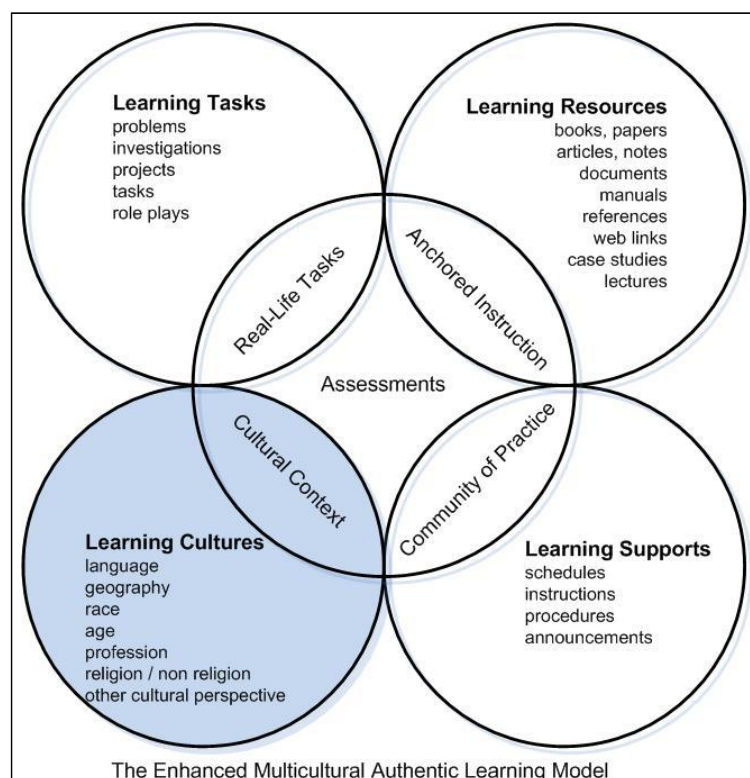 Learning Tasks
problems
investigations
projects
tasks
role plays
Learning Resources
books, papers
articles, notes
documents
manuals
references
web links
case studies
lectures
Real-Life Tasks
Anchored Instruction
Assessments
Cultural Context
Community of Practice
Learning Cultures
language
geography
race
age
profession
religion / non religion
other cultural perspective
Learning Supports
schedules
instructions
procedures
announcements
The Enhanced Multicultural Authentic Learning Model